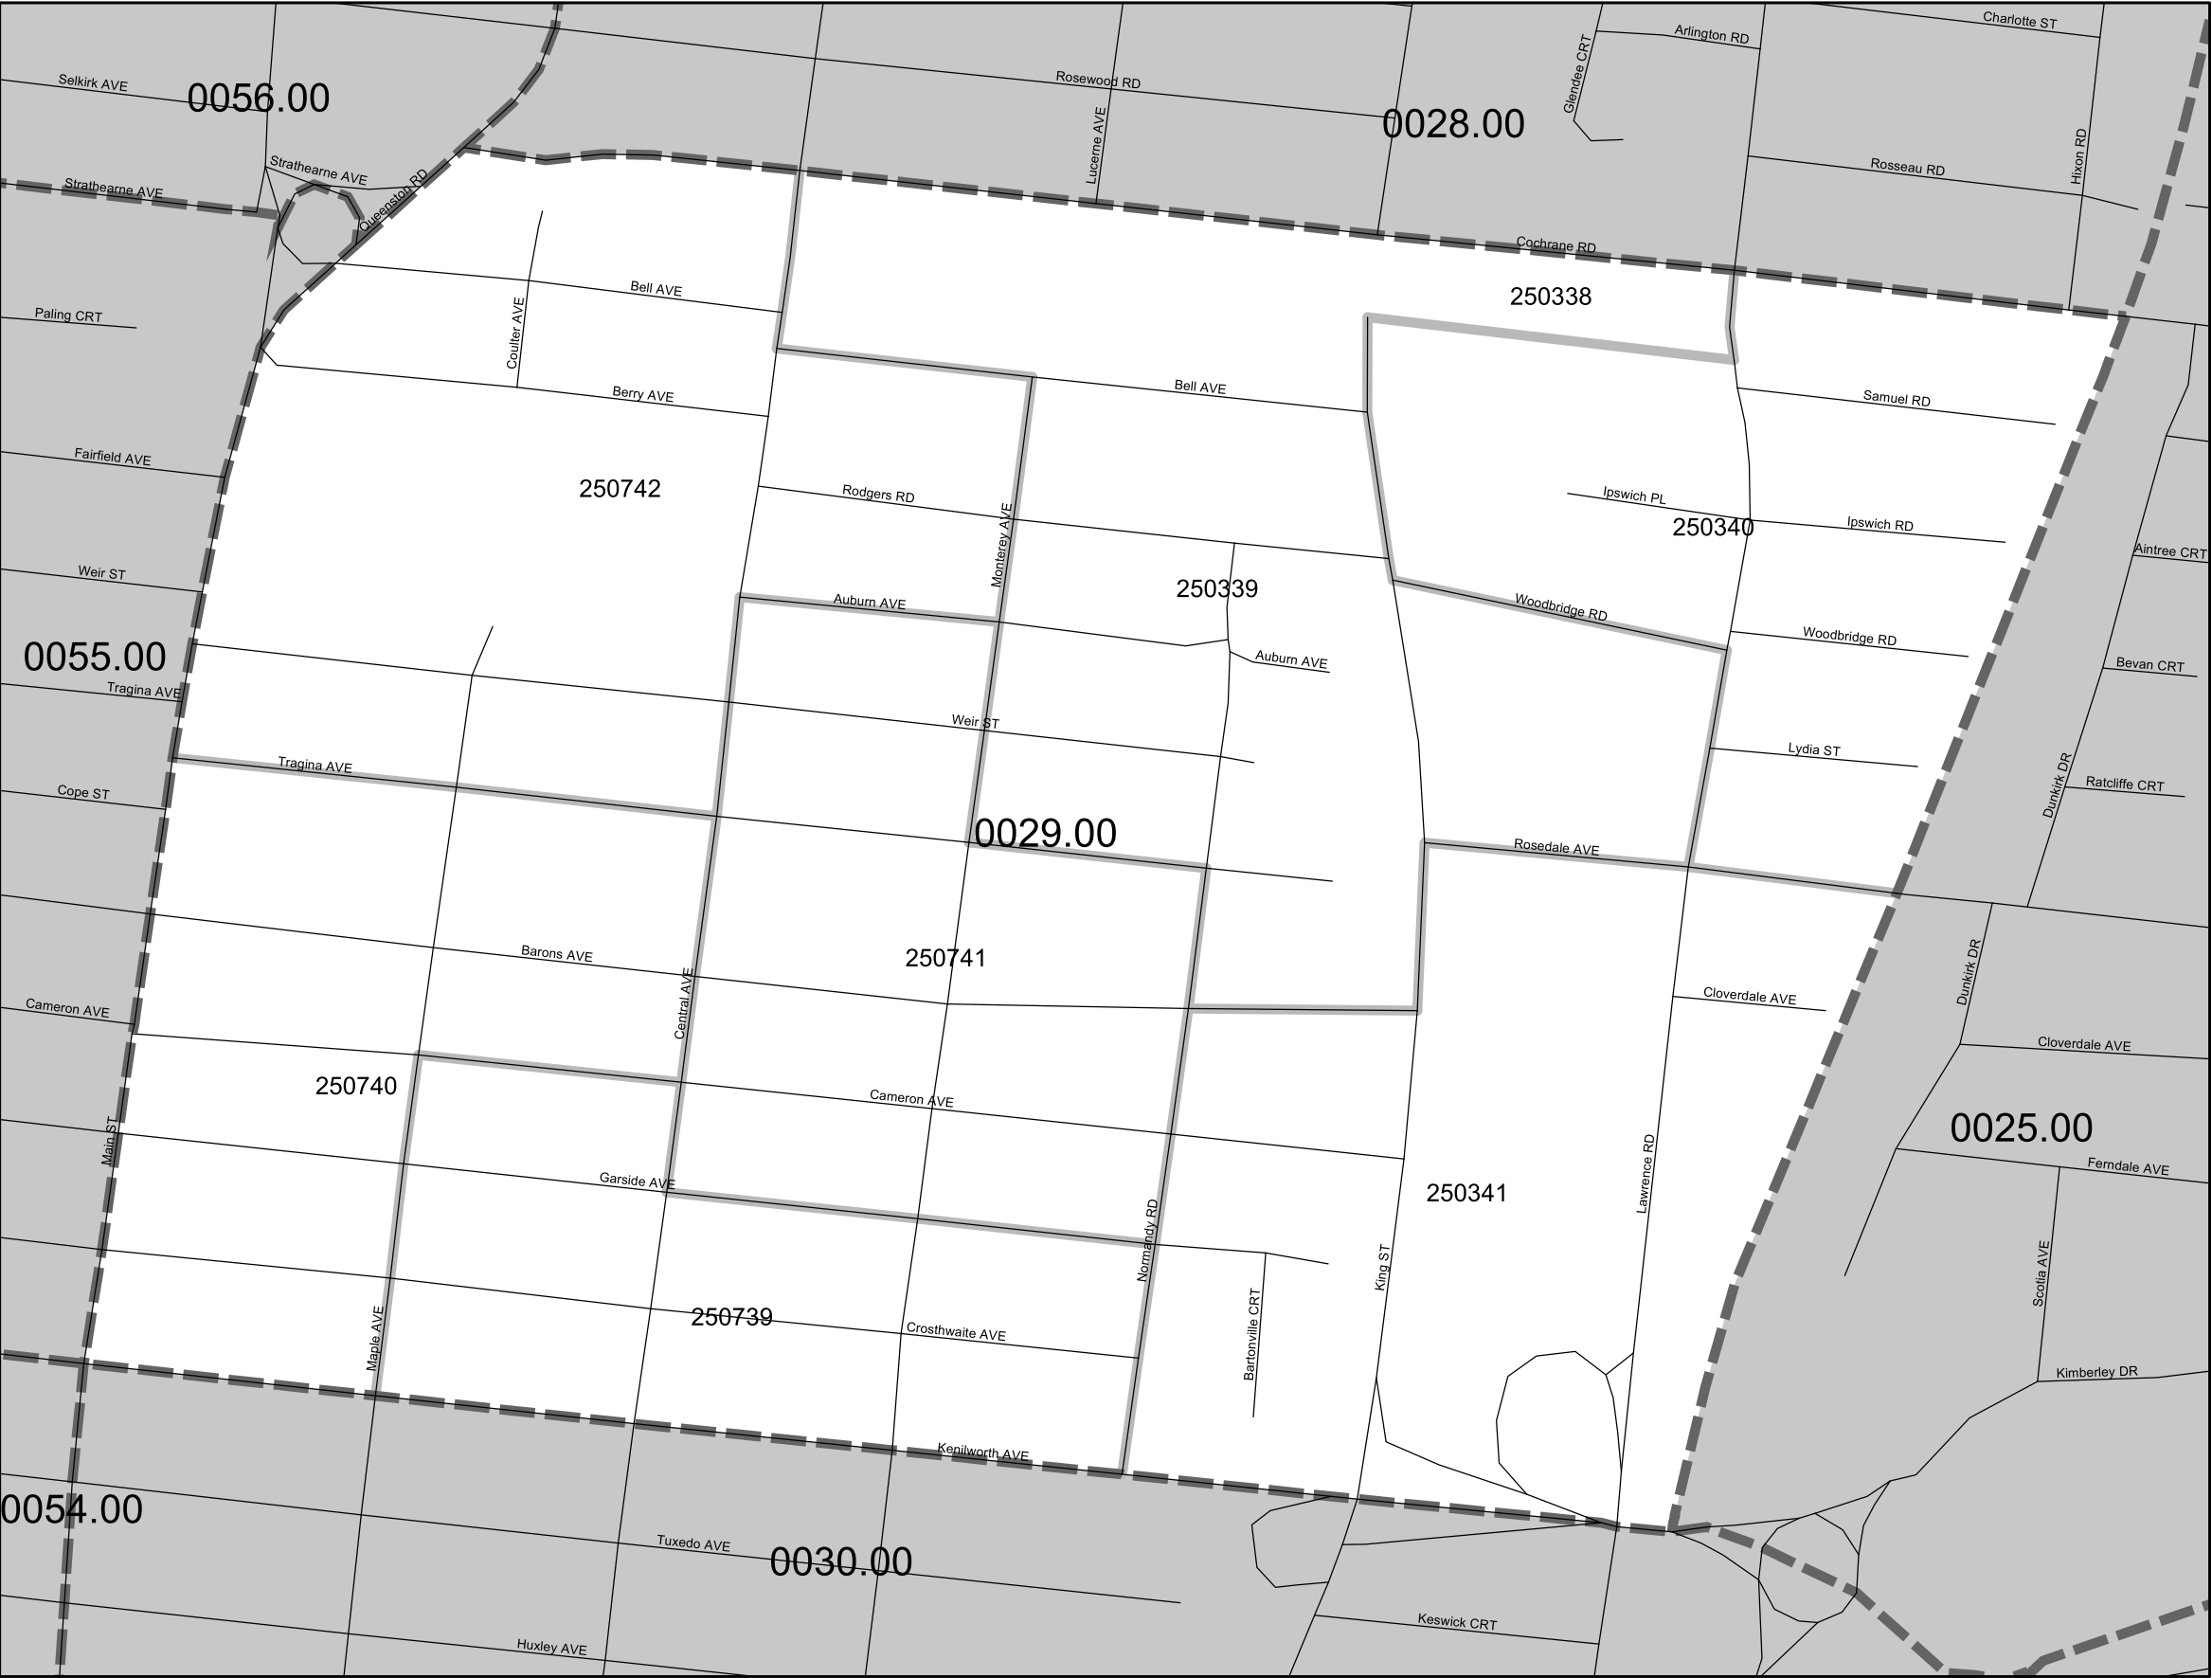 Charlotte ST
Arlington RD
Glendee CRT
Rosewood RD
Selkirk AVE
0056.00
0028.00
Lucerne AVE
Hixon RD
Rosseau RD
Strathearne AVE
Strathearne AVE
Queenston RD
Cochrane RD
Bell AVE
250338
Paling CRT
Coulter AVE
Berry AVE
Bell AVE
Samuel RD
Fairfield AVE
250742
Rodgers RD
Monterey AVE
Ipswich PL
250340
Ipswich RD
Aintree CRT
Weir ST
250339
Auburn AVE
Woodbridge RD
Woodbridge RD
0055.00
Auburn AVE
Bevan CRT
Tragina AVE
Weir ST
Lydia ST
Tragina AVE
Cope ST
Dunkirk DR
Ratcliffe CRT
0029.00
Rosedale AVE
Barons AVE
250741
Dunkirk DR
Cameron AVE
Central AVE
Cloverdale AVE
Cloverdale AVE
250740
Cameron AVE
0025.00
Main ST
Lawrence RD
Ferndale AVE
Garside AVE
250341
Normandy RD
King ST
Scotia AVE
Maple AVE
250739
Crosthwaite AVE
Bartonville CRT
Kimberley DR
Kenilworth AVE
0054.00
Tuxedo AVE
0030.00
Keswick CRT
Huxley AVE